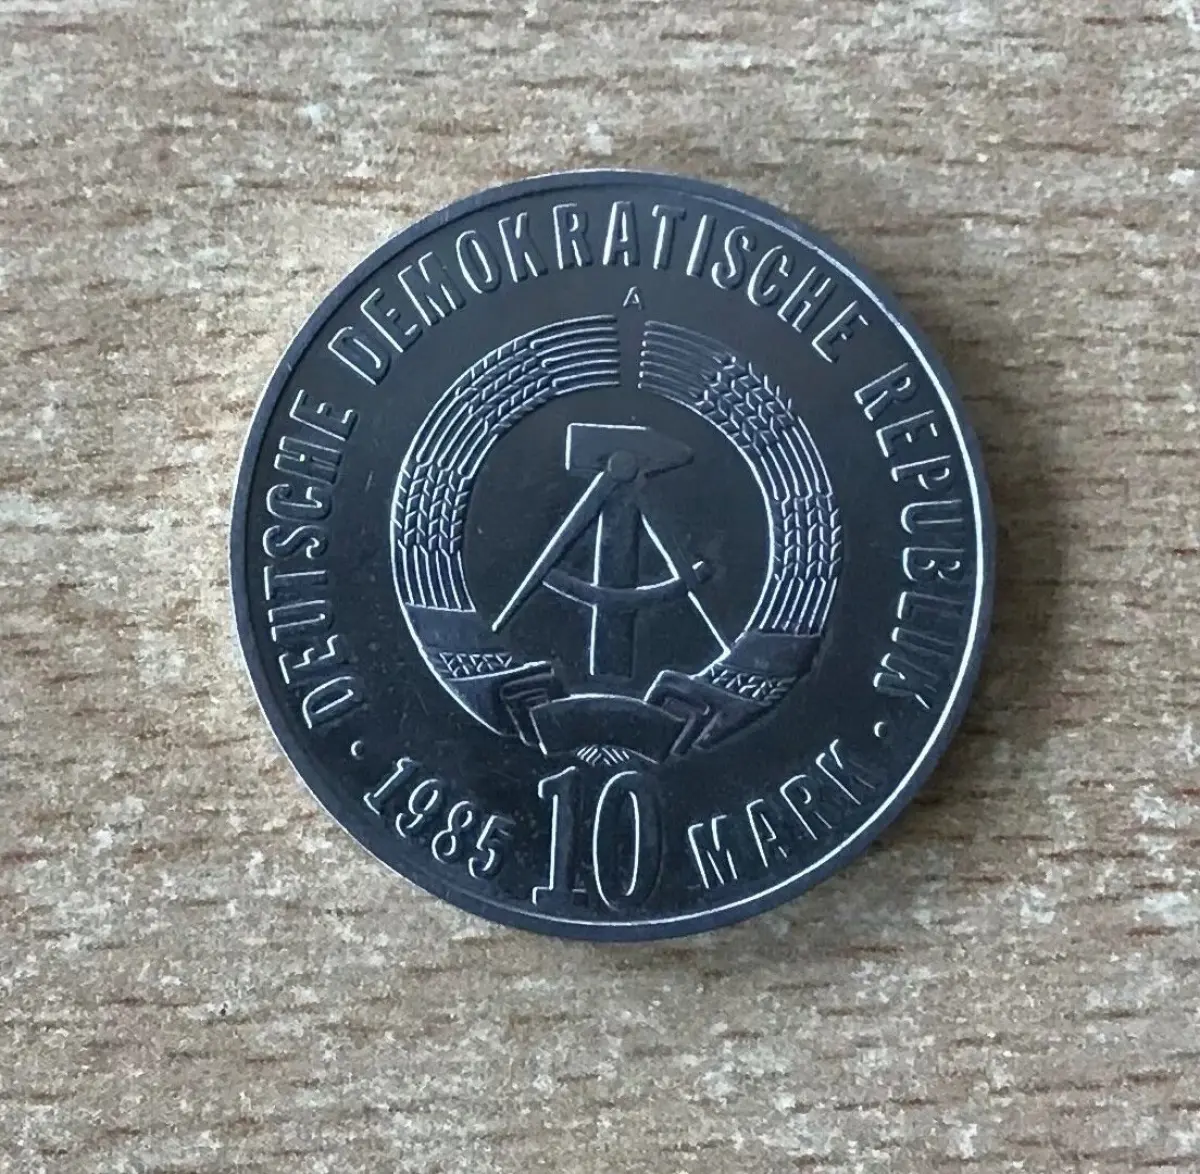 DEUTSCHE DEMOKRATISCHE REPUBLIK
A
· 1985 10 MARK ·